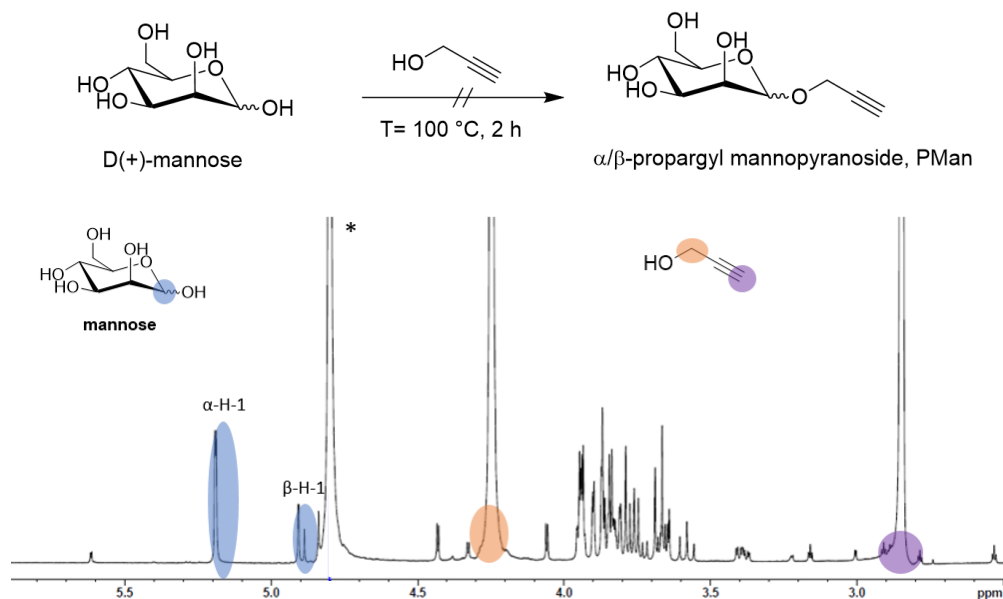 OH
OH
O
HO
HO
OH
D(+)-mannose
HO
T= 100 °C, 2 h
OH
OH
O
HO
HO
O
α/β-propargyl mannopyranoside, PMan
*
OH
OH
O
HO
HO
OH
mannose
HO
α-H-1
β-H-1
5.5 5.0 4.5 4.0 3.5 3.0 ppm